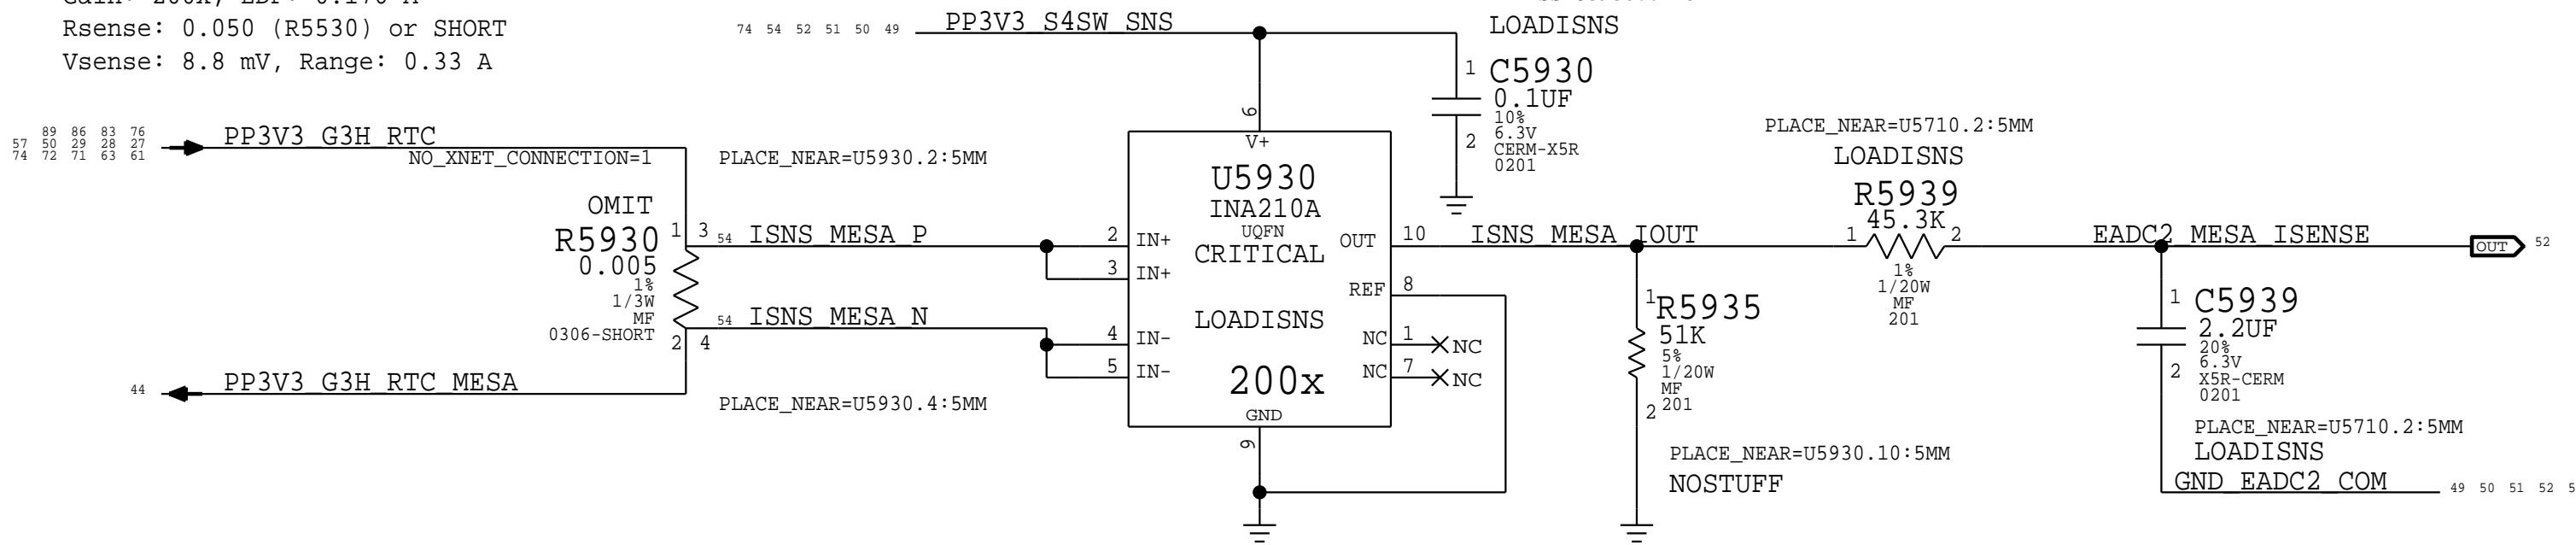 Rsense: 0.050 (R5530) or SHORT
Vsense: 8.8 mV, Range: 0.33 A
74 54 52 51 50 49
PP3V3_S4SW_SNS
LOADISNS
1
C5930
0.1UF
10%
6.3V
CERM-X5R
0201
2
89 86 83 76
57 50 29 28 27
74 72 71 63 61
PP3V3_G3H_RTC
NO_XNET_CONNECTION=1
PLACE_NEAR=U5930.2:5MM
OMIT
R5930
0.005
1%
1/3W
MF
0306-SHORT
1 3
2 4
54 ISNS_MESA_P
54 ISNS_MESA_N
44
PP3V3_G3H_RTC_MESA
PLACE_NEAR=U5930.4:5MM
6
V+
U5930
INA210A
UQFN
CRITICAL
LOADISNS
200x
GND
9
2 IN+
3 IN+
4 IN-
5 IN-
OUT 10
REF 8
NC 1 NC
NC 7 NC
ISNS_MESA_IOUT
1
R5935
51K
5%
1/20W
MF
201
2
PLACE_NEAR=U5930.10:5MM
NOSTUFF
PLACE_NEAR=U5710.2:5MM
LOADISNS
R5939
45.3K
1 2
1%
1/20W
MF
201
EADC2_MESA_ISENSE
OUT 52
1
C5939
2.2UF
20%
6.3V
X5R-CERM
0201
2
PLACE_NEAR=U5710.2:5MM
LOADISNS
GND_EADC2_COM
49 50 51 52